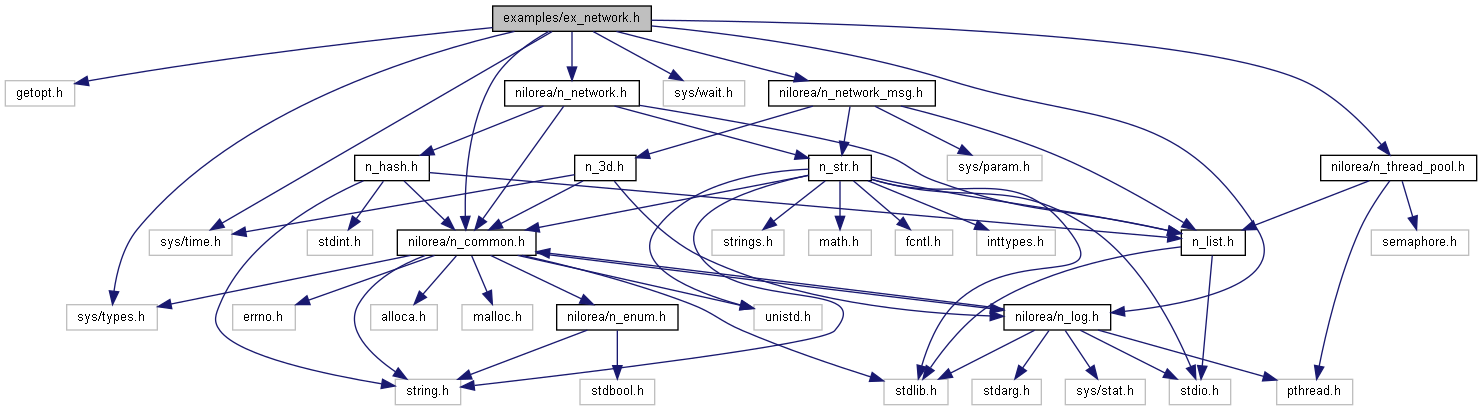 examples/ex_network.h
getopt.h
nilorea/n_network.h
sys/wait.h
nilorea/n_network_msg.h
n_hash.h
n_3d.h
n_str.h
sys/param.h
nilorea/n_thread_pool.h
sys/time.h
stdint.h
nilorea/n_common.h
strings.h
math.h
fcntl.h
inttypes.h
n_list.h
semaphore.h
sys/types.h
errno.h
alloca.h
malloc.h
nilorea/n_enum.h
unistd.h
nilorea/n_log.h
string.h
stdbool.h
stdlib.h
stdarg.h
sys/stat.h
stdio.h
pthread.h